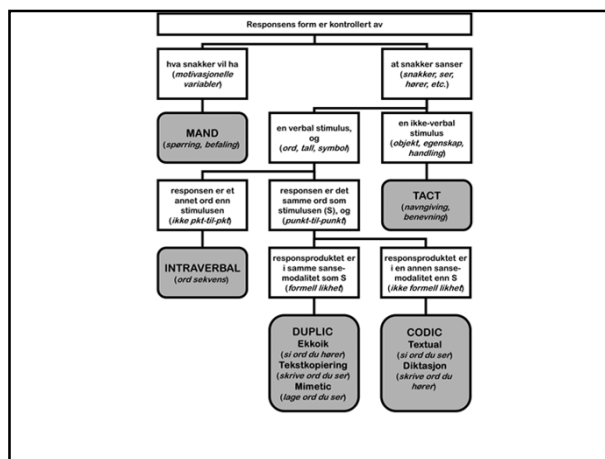 Responsens form er kontrollert av
hva snakker vil ha
(motivasjonelle
variabler)
at snakker sanser
(snakker, ser,
hører, etc.)
MAND
(spørring, befaling)
en verbal stimulus,
og
(ord, tall, symbol)
en ikke-verbal
stimulus
(objekt, egenskap,
handling)
responsen er et
annet ord enn
stimulusen
(ikke pkt-til-pkt)
responsen er det
samme ord som
stimulusen (S), og
(punkt-til-punkt)
TACT
(navngiving,
benevning)
INTRAVERBAL
(ord sekvens)
responsproduktet er
i samme sanse-
modalitet som S
(formell likhet)
responsproduktet er
i en annen sanse-
modalitet enn S
(ikke formell likhet)
DUPLIC
Ekkoik
(si ord du hører)
Tekstkopiering
(skrive ord du ser)
Mimetic
(lage ord du ser)
CODIC
Textual
(si ord du ser)
Diktasjon
(skrive ord du
hører)